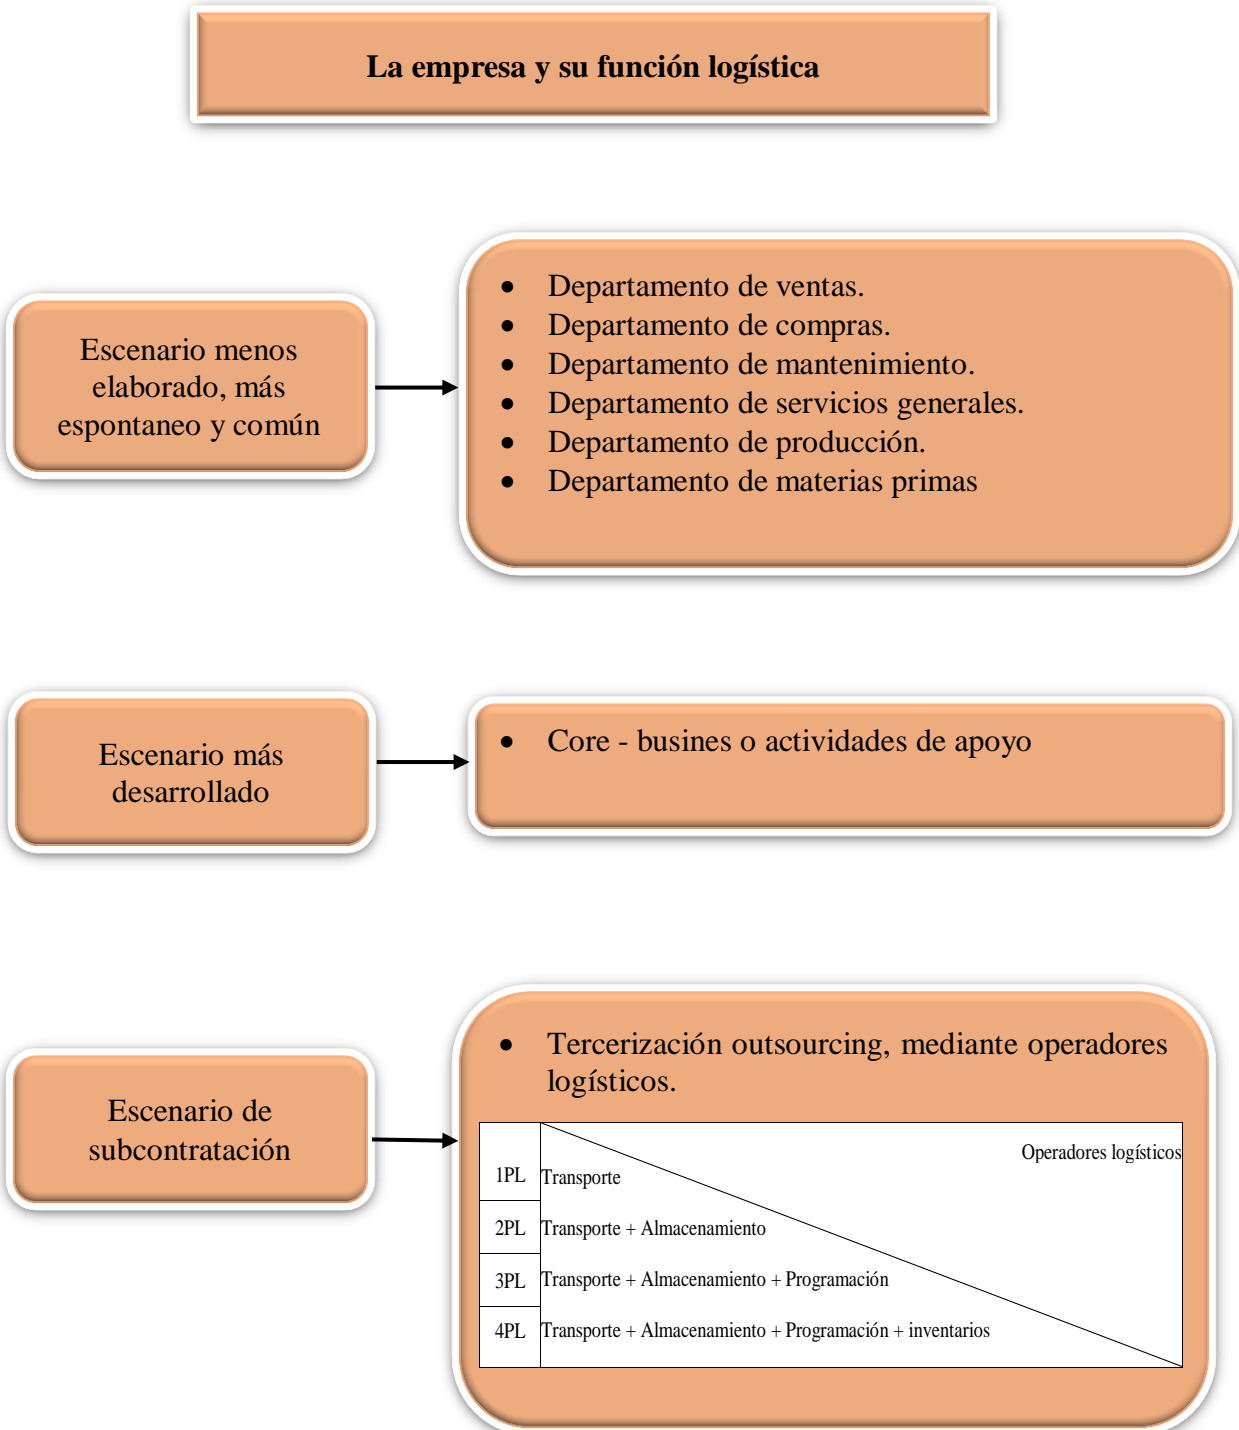 La empresa y su función logística
Escenario menos
elaborado, más
espontaneo y común
• Departamento de ventas.
• Departamento de compras.
• Departamento de mantenimiento.
• Departamento de servicios generales.
• Departamento de producción.
• Departamento de materias primas
Escenario más
desarrollado
• Core - busines o actividades de apoyo
Escenario de
subcontratación
• Tercerización outsourcing, mediante operadores
logísticos.
Operadores logísticos
1PL Transporte
2PL Transporte + Almacenamiento
3PL Transporte + Almacenamiento + Programación
4PL Transporte + Almacenamiento + Programación + inventarios